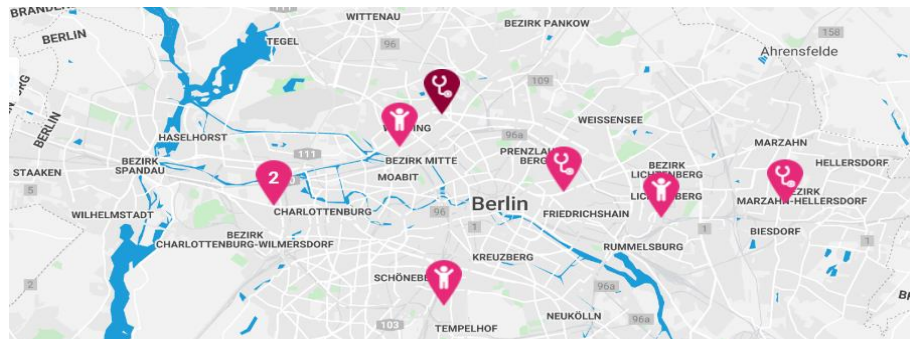 BRANDEN
BERLIN
111
WITTENAU
TEGEL
BEZIRK PANKOW
158
Ahrensfelde
96
109
BERLIN
HASELHORST
WEISSENSEE
96a
MARZAHN
BEZIRK
SPANDAU
111
BEZIRK MITTE
PRENZLAU
BERG
BEZIRK
LICHTENBERG
HELLERSDORF
STAAKEN
MOABIT
5
2
BEZIRK
MARZAHN-HELLERSDORF
WILHELMSTADT
CHARLOTTENBURG
96
Berlin
FRIEDRICHSHAIN
1
1
BIESDORF
BEZIRK
CHARLOTTENBURG-WILMERSDORF
RUMMELSBURG
1
KREUZBERG
SCHÖNEBE
2
96a
NEUKÖLLN
96a
103
TEMPELHOF